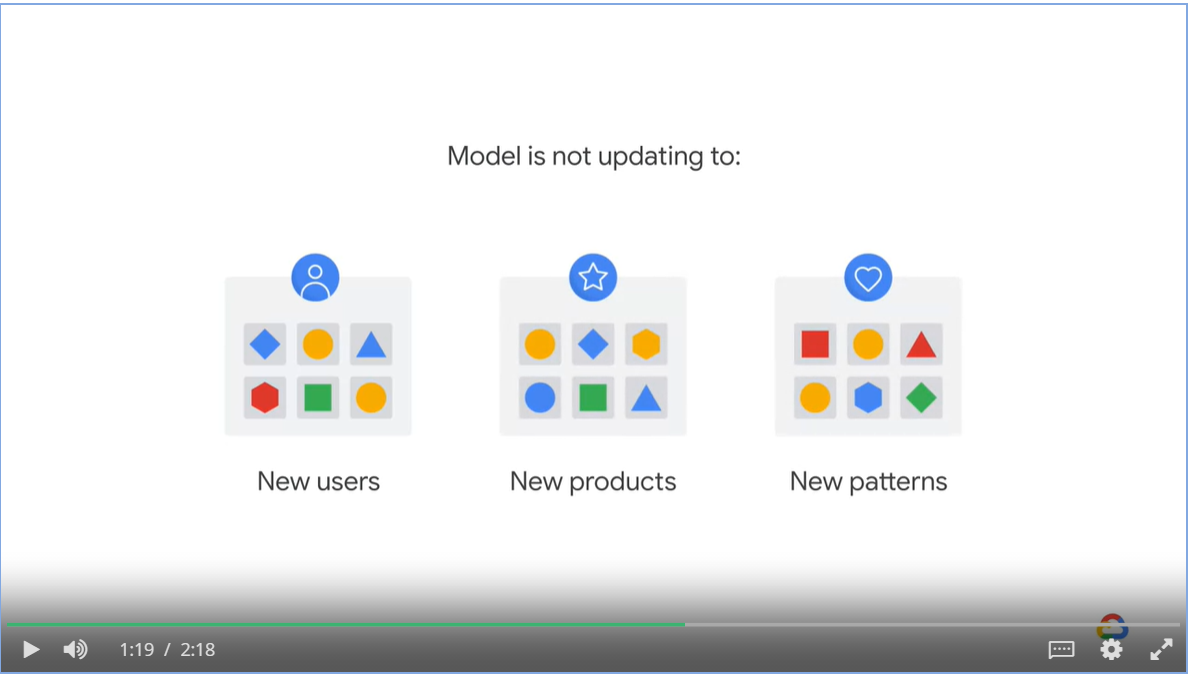 Model is not updating to:
New users
New products
New patterns
1:19 / 2:18